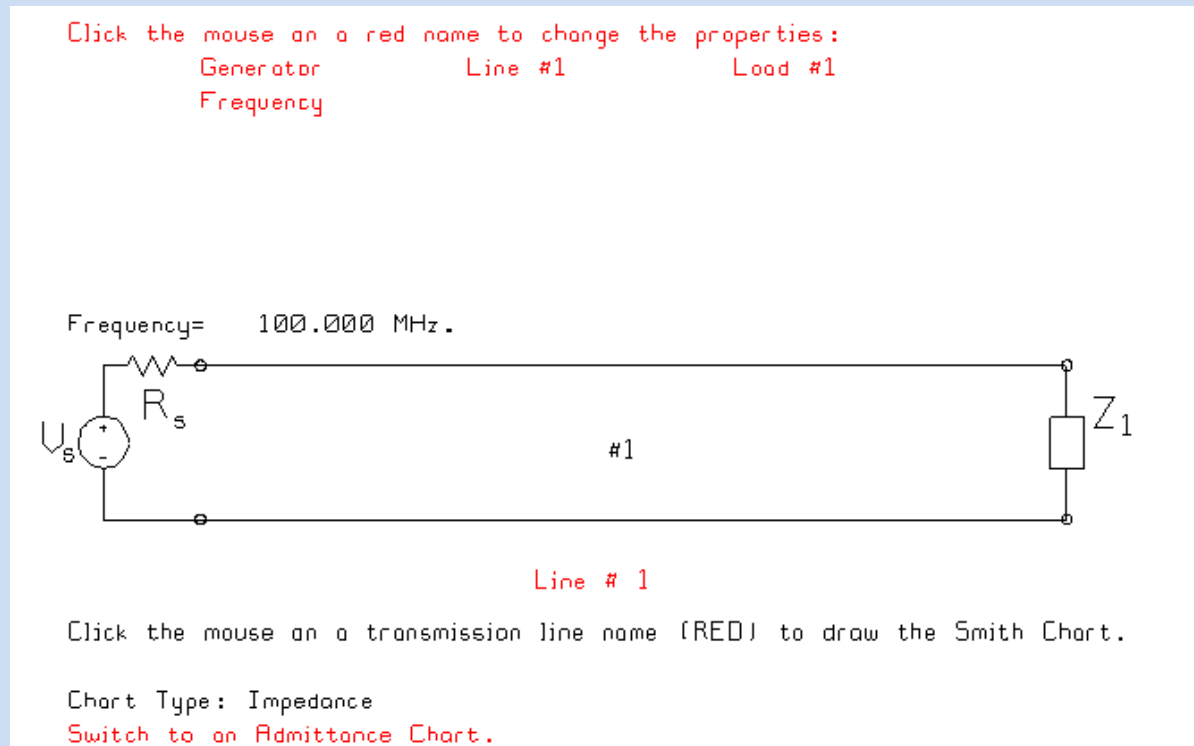 Click the mouse an a red name to change the properties:
Generator Line #1 Load #1
Frequency
Frequency= 100.000 MHz.
Rs
Vs
+
-
#1
Z1
Line # 1
Click the mouse an a transmission line name (RED) to draw the Smith Chart.
Chart Type: Impedance
Switch to an Admittance Chart.